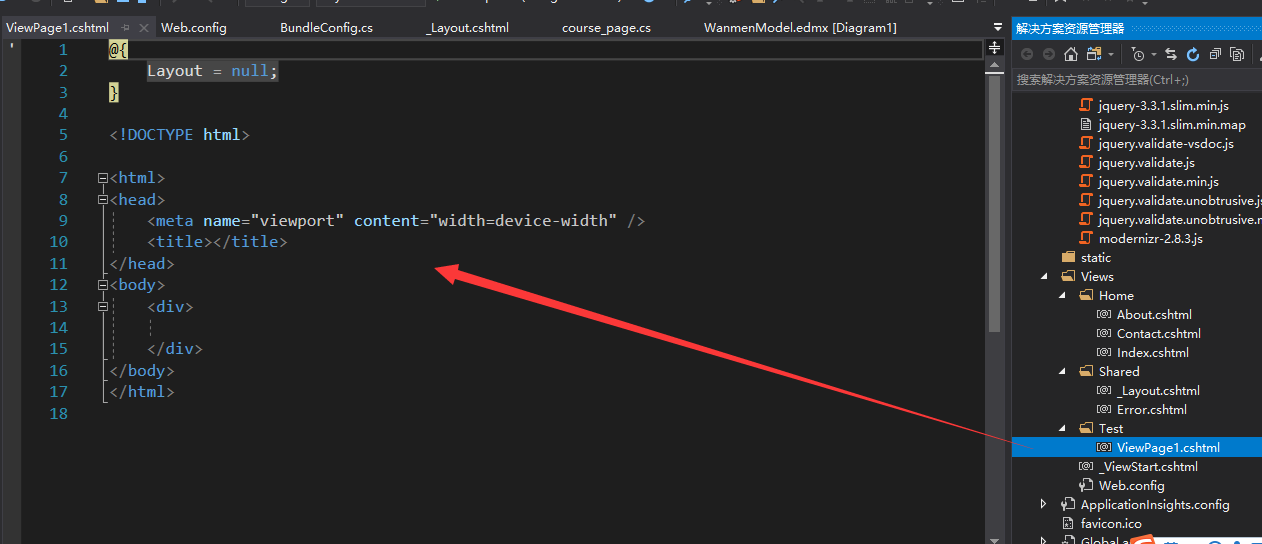 ViewPage1.cshtml
Web.config
BundleConfig.cs
_Layout.cshtml
course_page.cs
WanmenModel.edmx [Diagram1]
1 @{
2 Layout = null;
3 }
4
5 <!DOCTYPE html>
6
7 <html>
8 <head>
9 <meta name="viewport" content="width=device-width" />
10 <title></title>
11 </head>
12 <body>
13 <div>
14
15 </div>
16 </body>
17 </html>
18
解决方案资源管理器
搜索解决方案资源管理器(Ctrl+;)
jquery-3.3.1.slim.min.js
jquery-3.3.1.slim.min.map
jquery.validate-vsdoc.js
jquery.validate.js
jquery.validate.min.js
jquery.validate.unobtrusive.js
jquery.validate.unobtrusive.
modernizr-2.8.3.js
static
Views
Home
About.cshtml
Contact.cshtml
Index.cshtml
Shared
_Layout.cshtml
Error.cshtml
Test
ViewPage1.cshtml
_ViewStart.cshtml
Web.config
ApplicationInsights.config
favicon.ico
Global.a